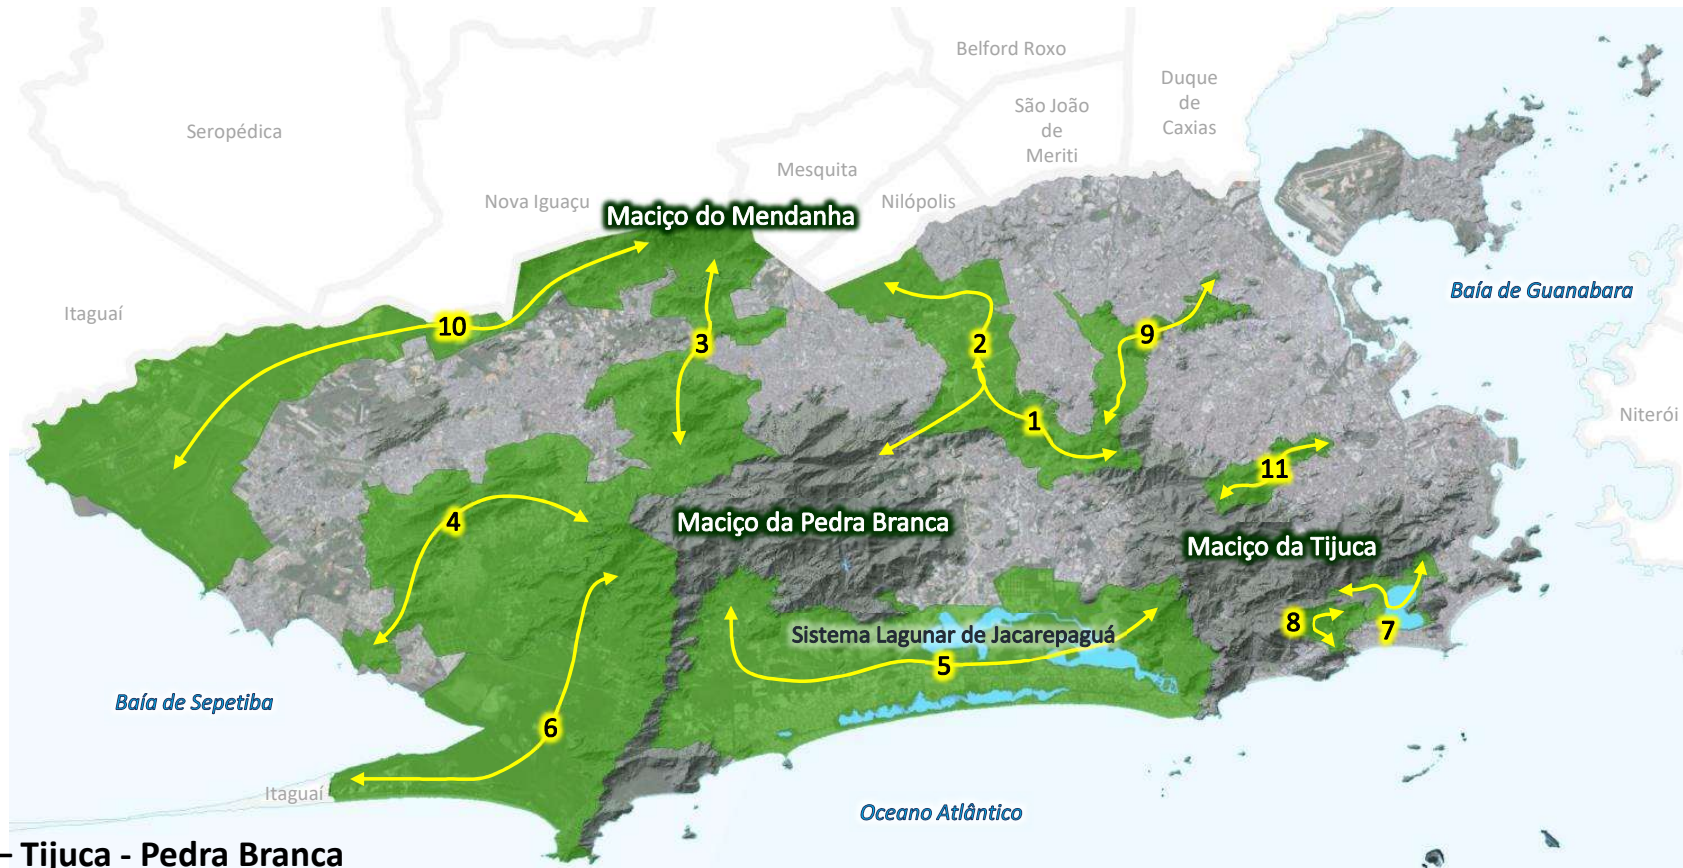 Belford Roxo
Duque
de
Caxias
São João
de
Meriti
Seropédica
Mesquita
Nova Iguaçu
Nilópolis
Maciço do Mendanha
Baía de Guanabara
Itaguaí
10
3
2
9
Niterói
1
11
4
Maciço da Pedra Branca
Maciço da Tijuca
8
7
Sistema Lagunar de Jacarepaguá
5
Baía de Sepetiba
6
Itaguaí
Oceano Atlântico
– Tijuca - Pedra Branca